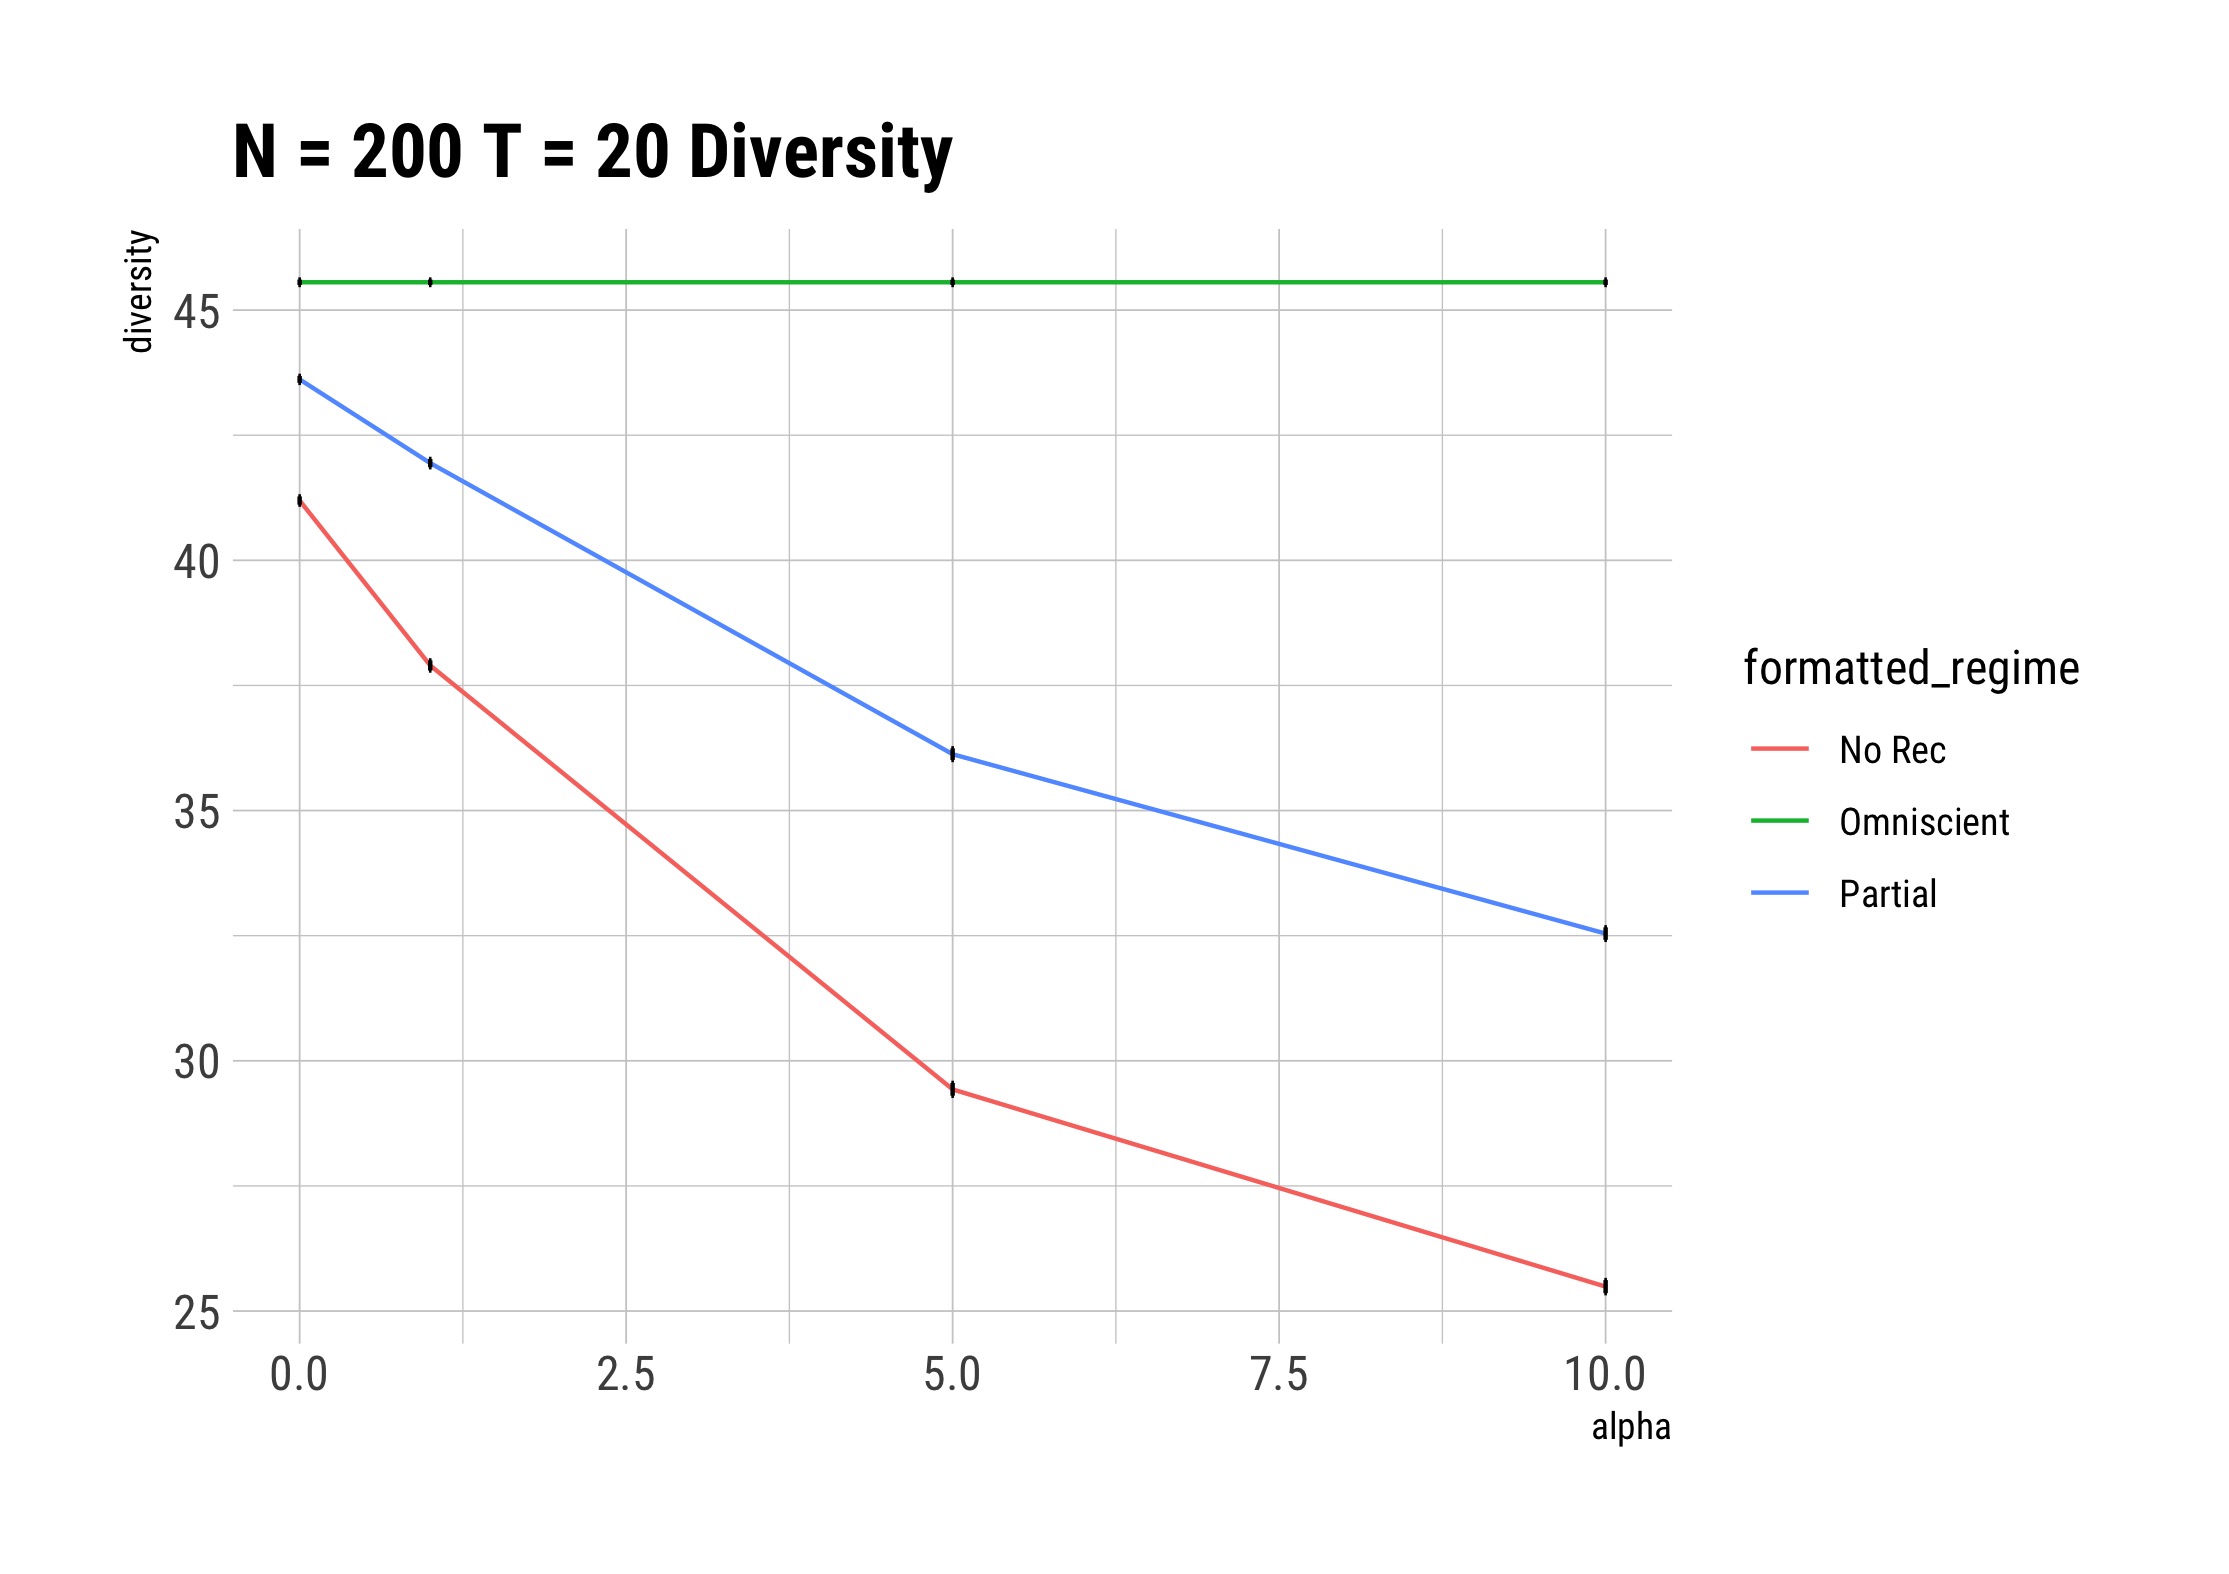 N = 200 T = 20 Diversity
diversity
45
40
35
30
25
0.0 2.5 5.0 7.5 10.0
alpha
formatted_regime
No Rec
Omniscient
Partial